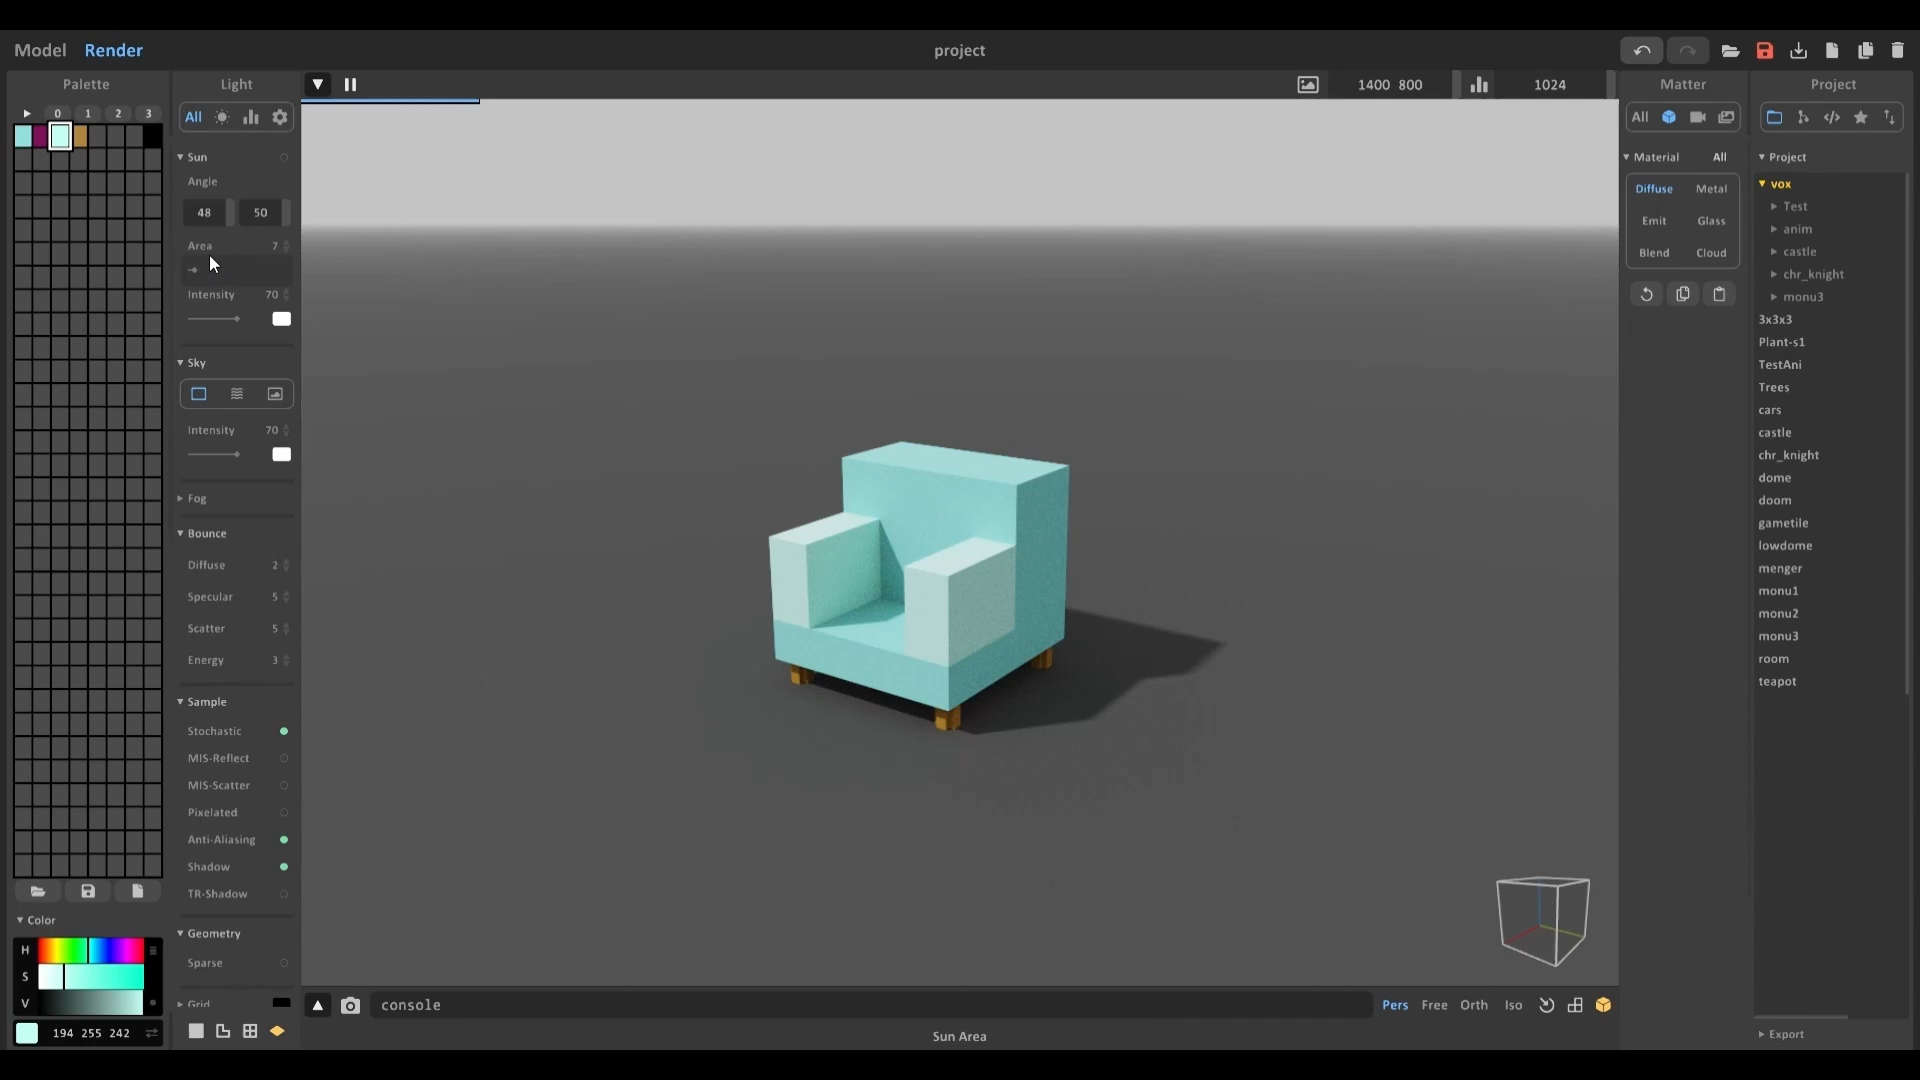 Model Render project
Palette Light 1400 800 1024 Matter Project
0 1 2 3 All All
Sun Material All Project
Angle Diffuse Metal vox
48 50 Emit Glass Test
Area 7 Blend Cloud anim
Intensity 70 castle
chr_knight
monu3
3x3x3
Sky Plant-s1
TestAni
Intensity 70 Trees
cars
castle
chr_knight
Fog dome
doom
Bounce gametile
Diffuse 2 lowdome
Specular 5 menger
Scatter 5 monu1
Energy 3 monu2
monu3
room
teapot
Sample
Stochastic
MIS-Reflect
MIS-Scatter
Pixelated
Anti-Aliasing
Shadow
TR-Shadow
Color Geometry
H Sparse
S
V Grid console Pers Free Orth Iso
194 255 242 Sun Area Export